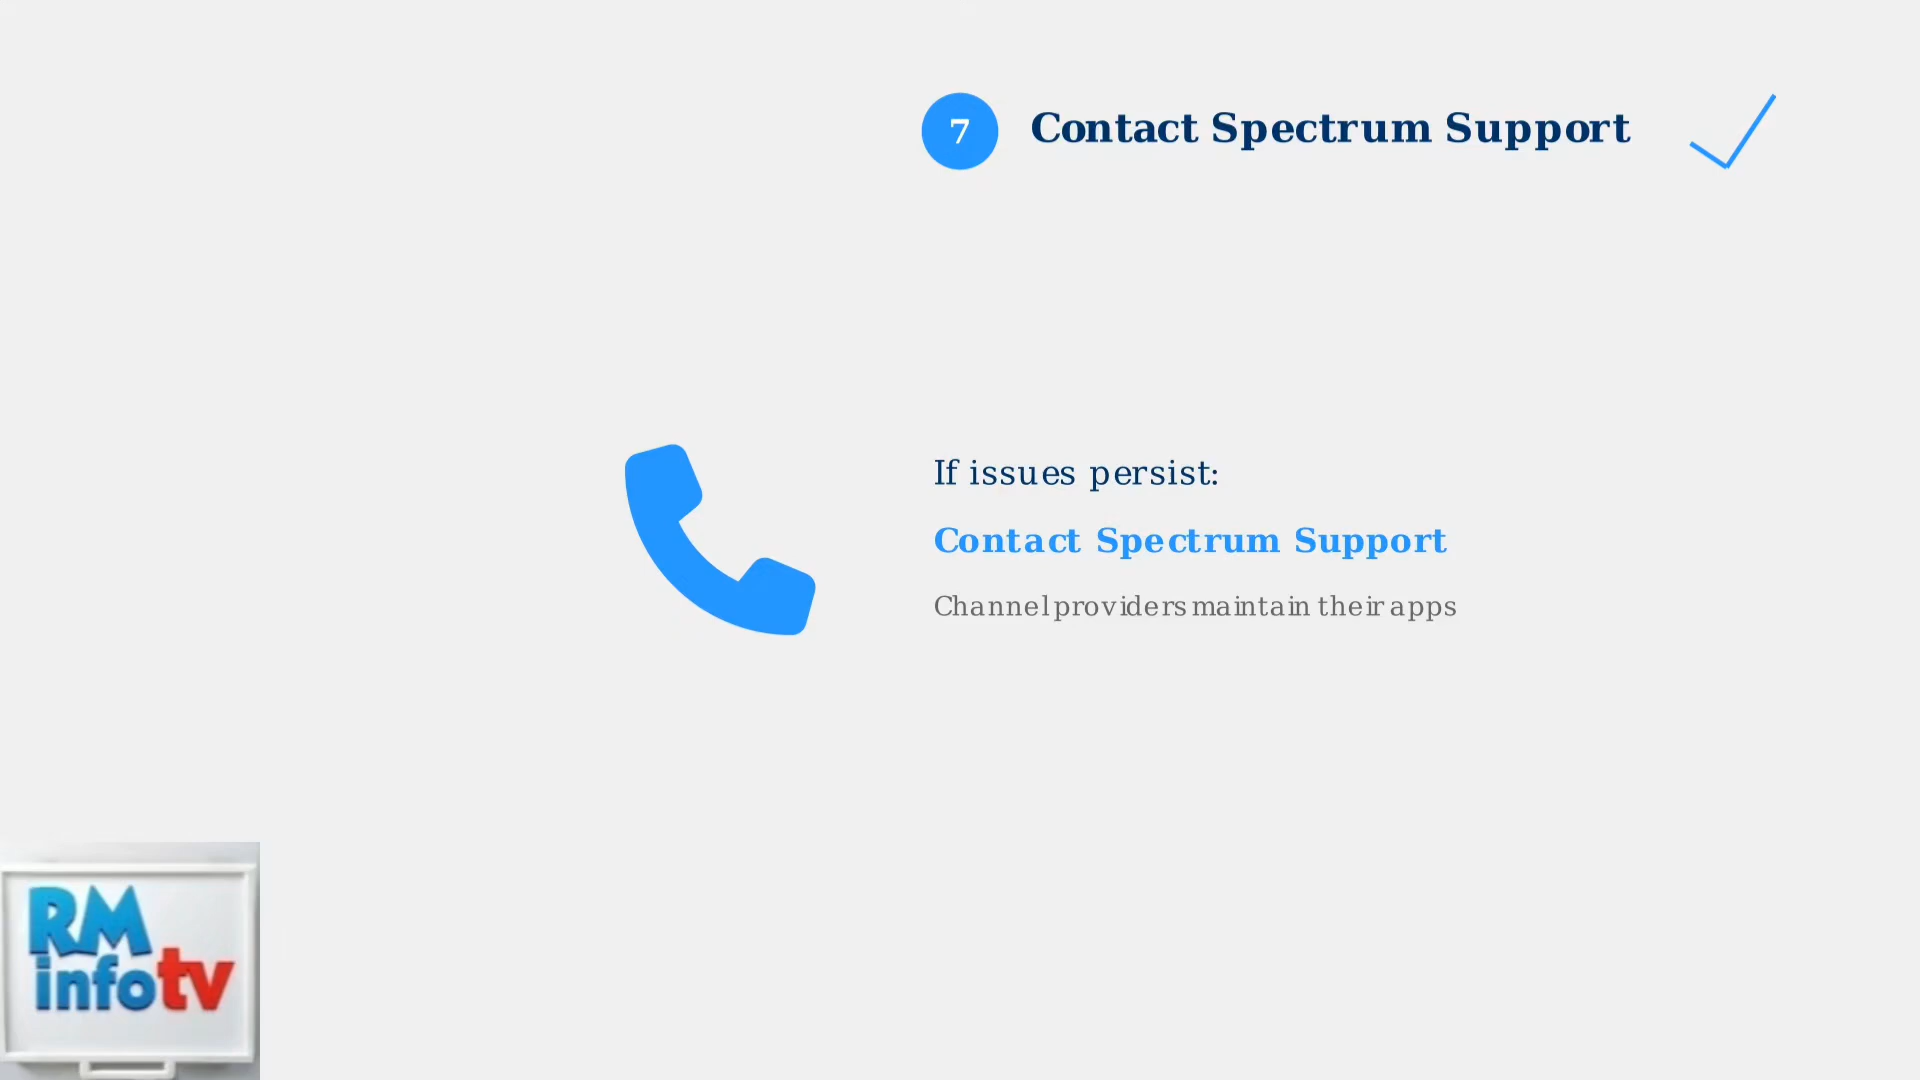 7 Contact Spectrum Support
If issues persist:
Contact Spectrum Support
Channel providers maintain their apps
RM
infotv